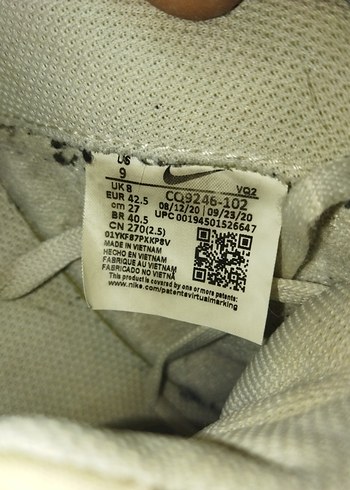 US
9
UK 8
EUR 42.5
cm 27
BR 40.5
CN 270(2.5)
VQ2
CQ9246-102
08/12/20 | 09/23/20
UPC 00194501526647
01YKF87PXKP8V
MADE IN VIETNAM
HECHO EN VIETNAM
FABRIQUE AU VIETNAM
FABRICADO NO VIETNÃ
This product is covered by one or more patents:
www.nike.com/patentsvirtualmarking